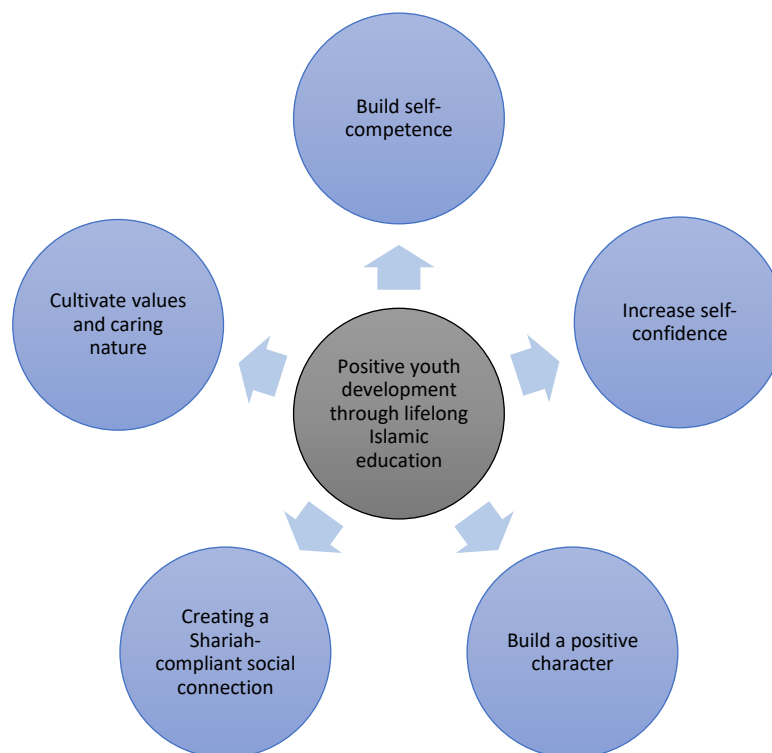 Build self-
competence
Cultivate values
and caring
nature
Increase self-
confidence
Positive youth
development
through lifelong
Islamic
education
Creating a
Shariah-
compliant social
connection
Build a positive
character